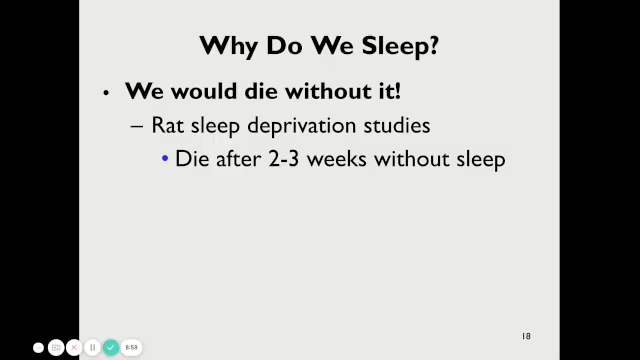 Why Do We Sleep?
• We would die without it!
– Rat sleep deprivation studies
• Die after 2-3 weeks without sleep
18
8:59